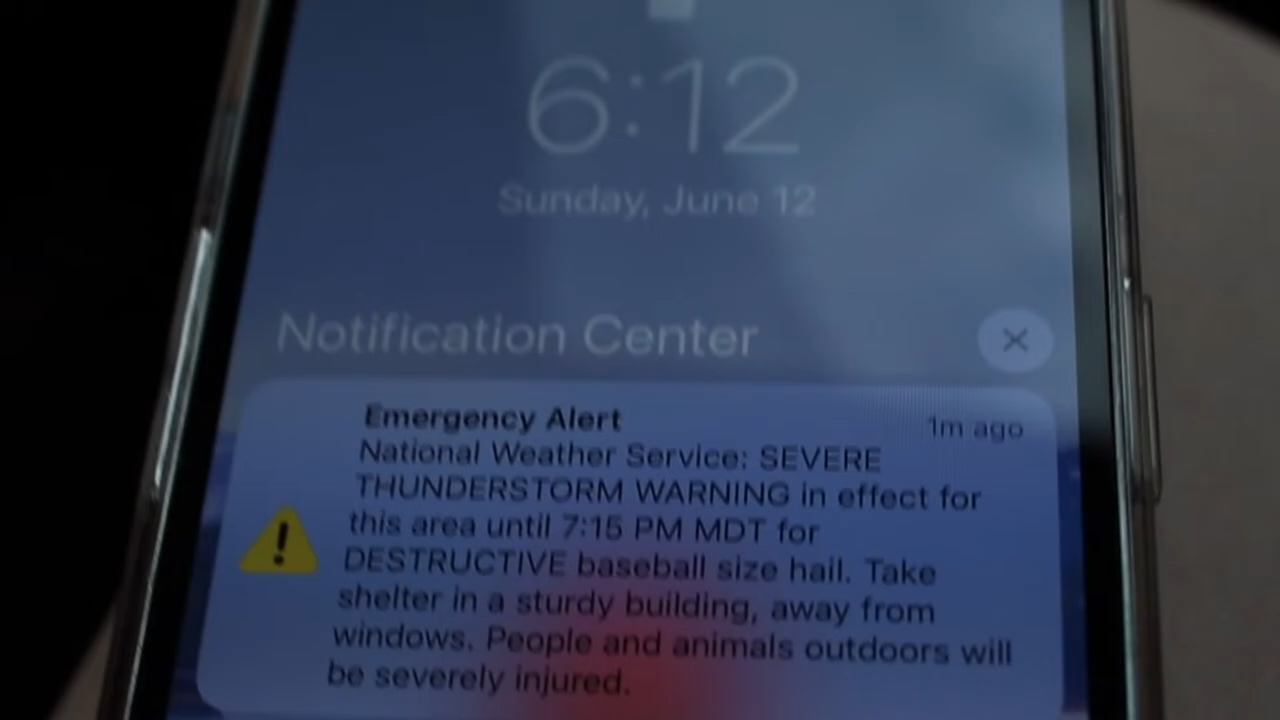 6:12
Sunday, June 12
Notification Center
Emergency Alert
1m ago
National Weather Service: SEVERE
THUNDERSTORM WARNING in effect for
this area until 7:15 PM MDT for
DESTRUCTIVE baseball size hail. Take
shelter in a sturdy building, away from
windows. People and animals outdoors will
be severely injured.